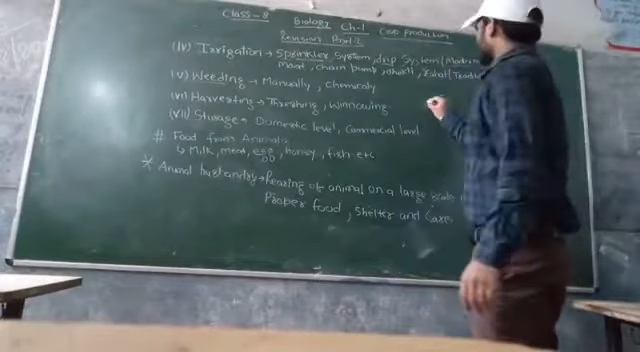 Class-8 Biology Ch-1 Crop production
Revision Part-2
(IV) Irrigation → Sprinkler System, drip System (Modern
moat, chain pump, dhekli, Rahat (Tradi
(V) Weeding → Manually, Chemically
(VI) Harvesting → Threshing, Winnowing
(VII) Storage → Domestic level, Commercial level
# Food from Animals
↳ Milk, meat, egg, honey, fish etc
* Animal husbandry → Rearing of animal on a large scale
Proper food, Shelter and Care.